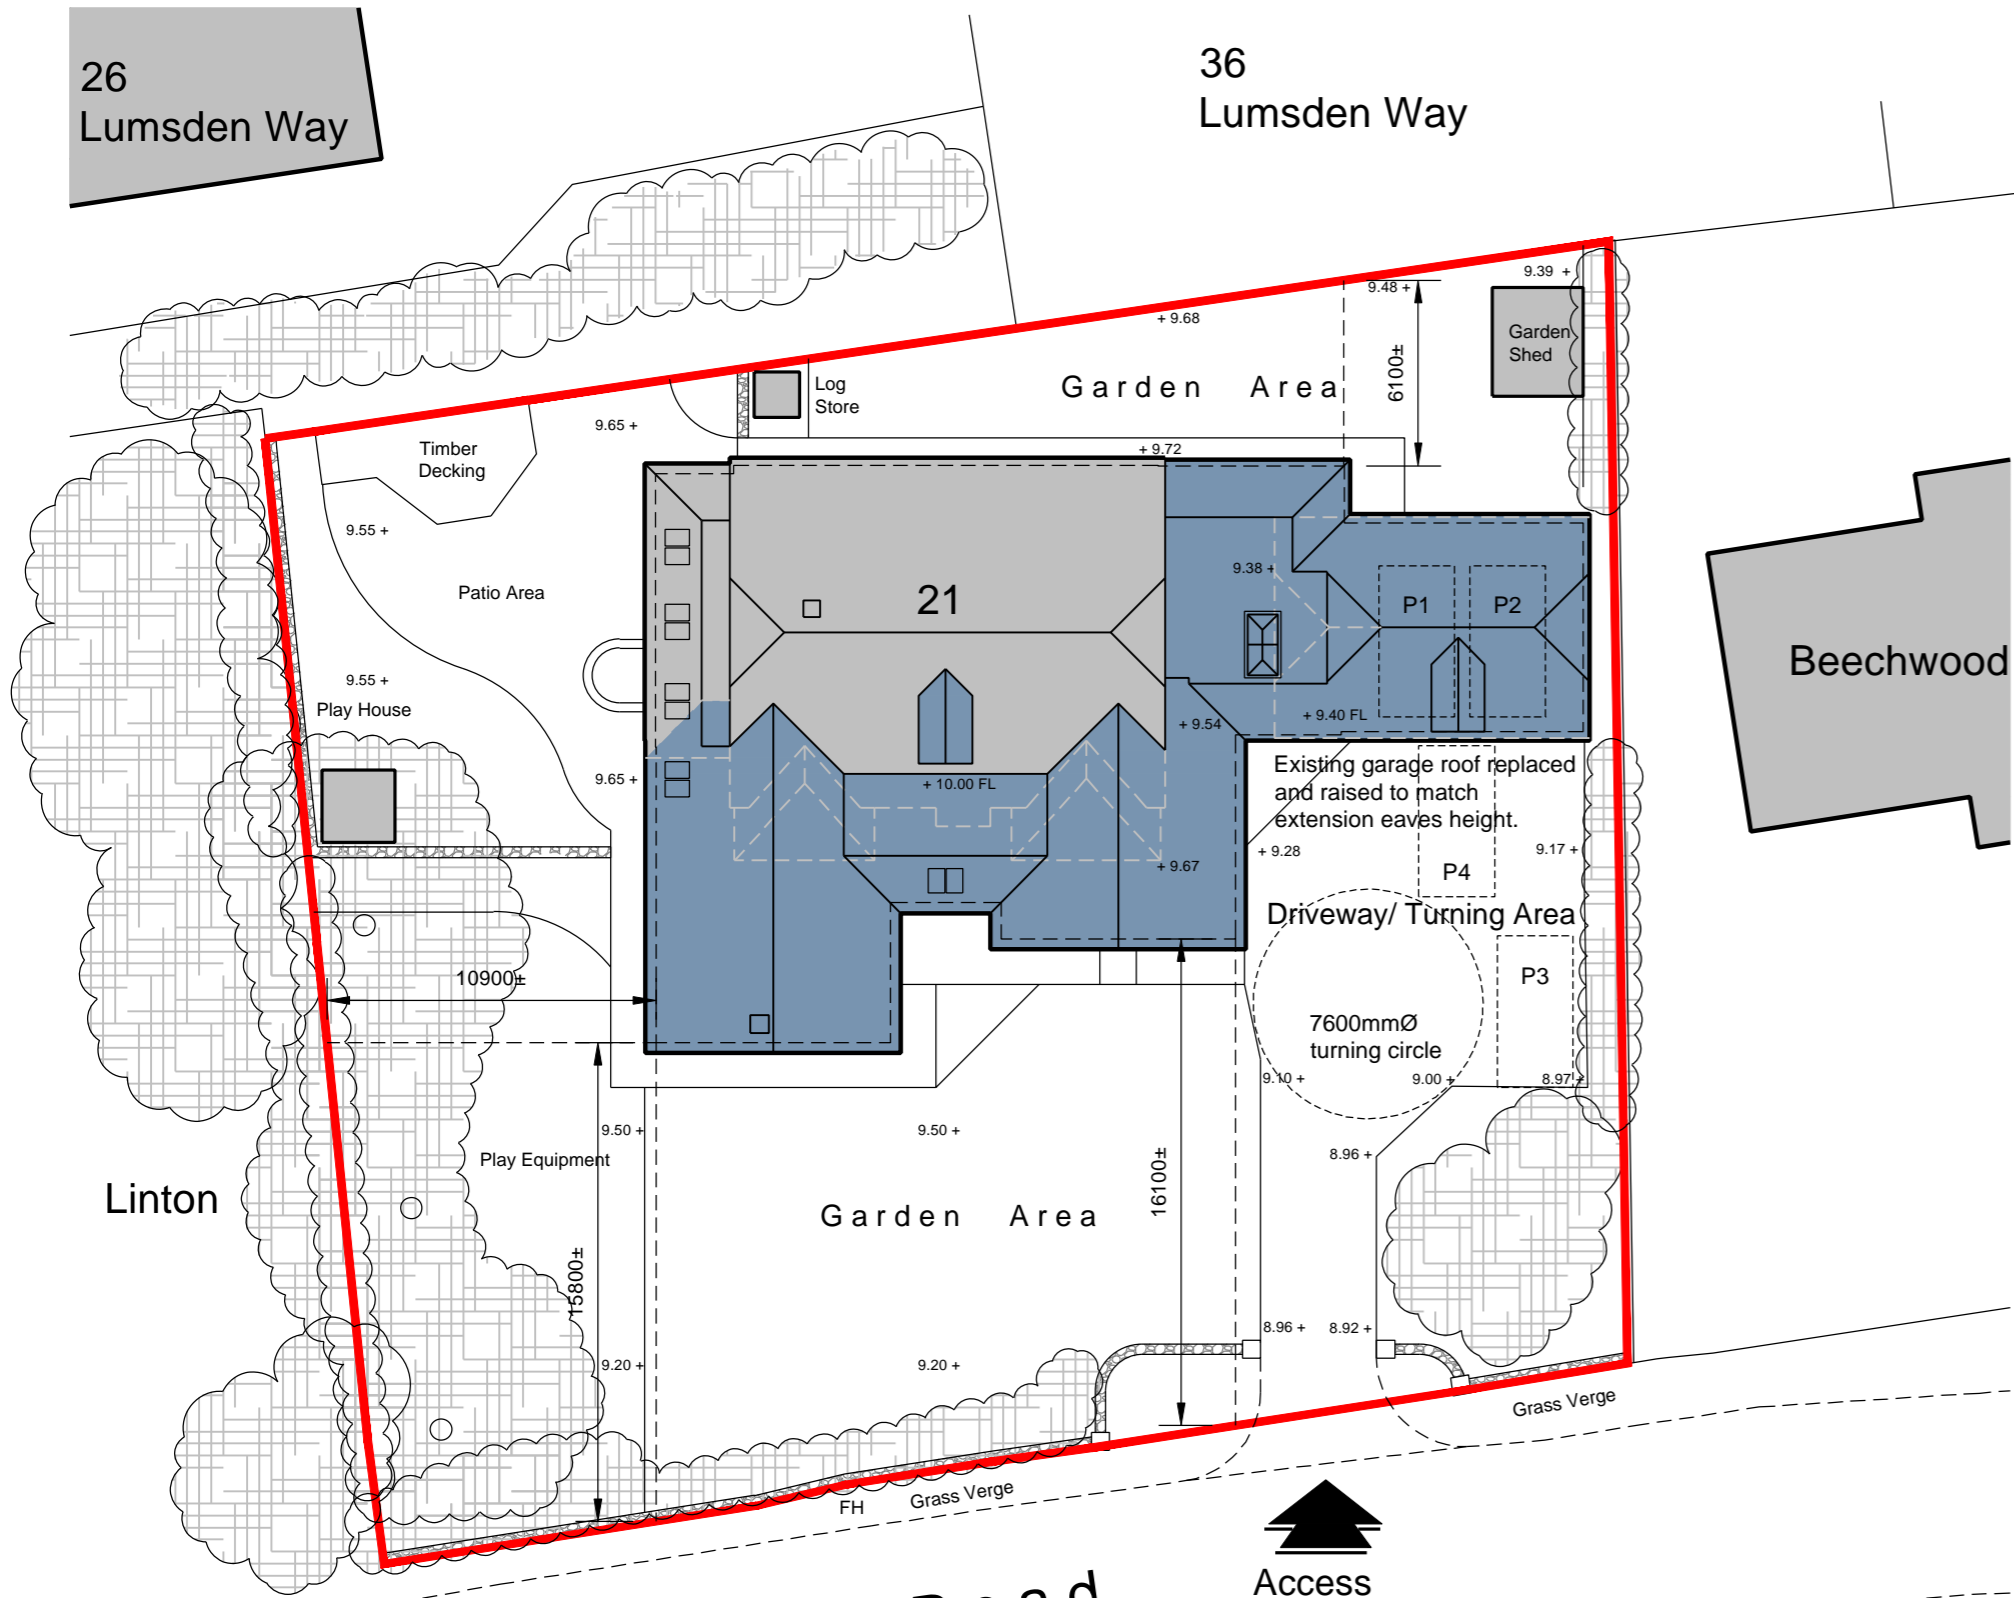 26
Lumsden Way
36
Lumsden Way
9.39 +
9.48 +
+ 9.68
Garden
Shed
6100±
Log
Store
Garden Area
9.65 +
Timber
Decking
+ 9.72
9.55 +
9.38 +
Patio Area
21
P1
P2
Beechwood
9.55 +
Play House
+ 9.54
+ 9.40 FL
9.65 +
+ 10.00 FL
Existing garage roof replaced
and raised to match
extension eaves height.
+ 9.67
+ 9.28
9.17 +
P4
Driveway/ Turning Area
10900±
P3
7600mmØ
turning circle
9.10 +
9.00 +
8.97 +
9.50 +
9.50 +
Play Equipment
8.96 +
16100±
Linton
Garden Area
15800±
8.96 +
8.92 +
9.20 +
9.20 +
Grass Verge
FH
Grass Verge
Access
Road